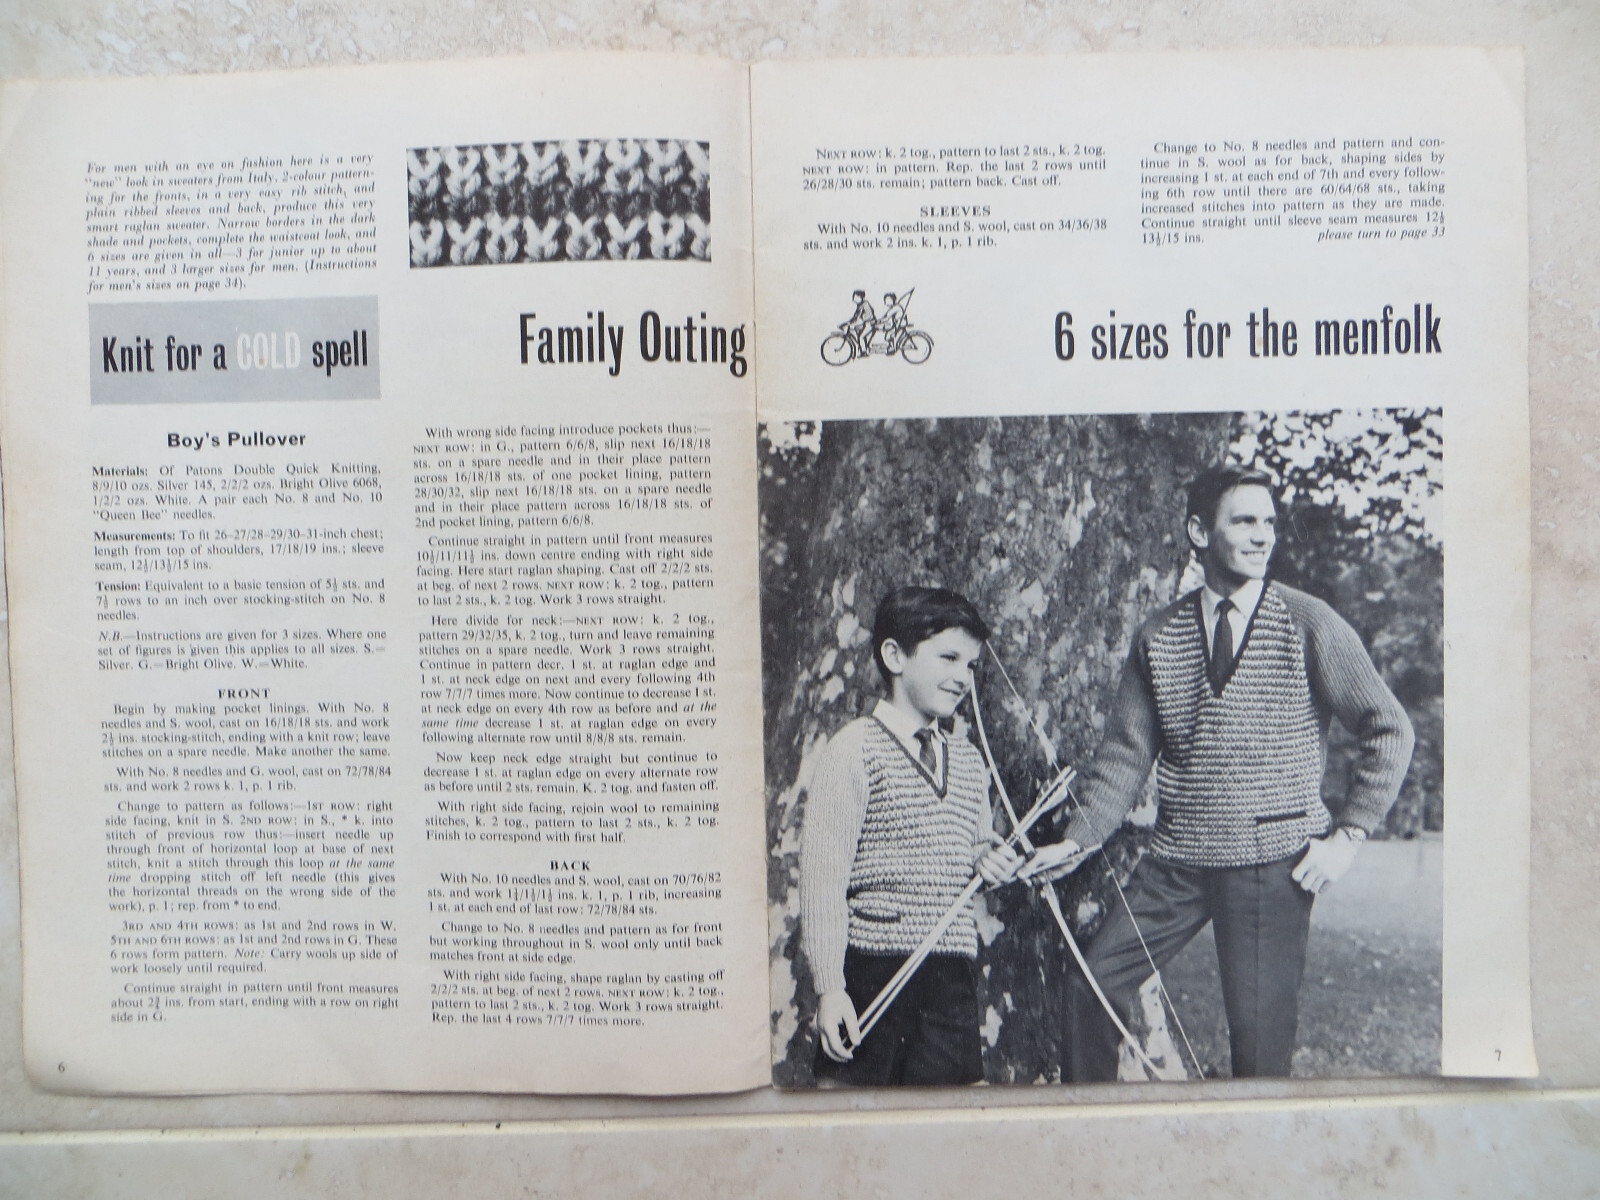 For men with an eye on fashion here is a very
"new" look in sweaters from Italy. 2-colour pattern-
ing for the fronts, in a very easy rib stitch, and
plain ribbed sleeves and back, produce this very
smart raglan sweater. Narrow borders in the dark
shade and pockets, complete the waistcoat look, and
6 sizes are given in all—3 for junior up to about
11 years, and 3 larger sizes for men. (Instructions
for men's sizes on page 34).
Knit for a COLD spell
Family Outing
Boy's Pullover
Materials: Of Patons Double Quick Knitting,
8/9/10 ozs. Silver 145, 2/2/2 ozs. Bright Olive 6068,
1/2/2 ozs. White. A pair each No. 8 and No. 10
"Queen Bee" needles.
Measurements: To fit 26-27/28-29/30-31-inch chest;
length from top of shoulders, 17/18/19 ins.; sleeve
seam, 12½/13½/15 ins.
Tension: Equivalent to a basic tension of 5½ sts. and
7½ rows to an inch over stocking-stitch on No. 8
needles.
N.B.—Instructions are given for 3 sizes. Where one
set of figures is given this applies to all sizes. S.=
Silver. G.=Bright Olive. W.=White.
FRONT
Begin by making pocket linings. With No. 8
needles and S. wool, cast on 16/18/18 sts. and work
2½ ins. stocking-stitch, ending with a knit row; leave
stitches on a spare needle. Make another the same.
With No. 8 needles and G. wool, cast on 72/78/84
sts. and work 2 rows k. 1, p. 1 rib.
Change to pattern as follows:—1ST ROW: right
side facing, knit in S. 2ND ROW: in S., * k. into
stitch of previous row thus:—insert needle up
through front of horizontal loop at base of next
stitch, knit a stitch through this loop at the same
time dropping stitch off left needle (this gives
the horizontal threads on the wrong side of the
work), p. 1; rep. from * to end.
3RD AND 4TH ROWS: as 1st and 2nd rows in W.
5TH AND 6TH ROWS: as 1st and 2nd rows in G. These
6 rows form pattern. Note: Carry wools up side of
work loosely until required.
Continue straight in pattern until front measures
about 2¾ ins. from start, ending with a row on right
side in G.
With wrong side facing introduce pockets thus:—
NEXT ROW: in G., pattern 6/6/8, slip next 16/18/18
sts. on a spare needle and in their place pattern
across 16/18/18 sts. of one pocket lining, pattern
28/30/32, slip next 16/18/18 sts. on a spare needle
and in their place pattern across 16/18/18 sts. of
2nd pocket lining, pattern 6/6/8.
Continue straight in pattern until front measures
10½/11/11½ ins. down centre ending with right side
facing. Here start raglan shaping. Cast off 2/2/2 sts.
at beg. of next 2 rows. NEXT ROW: k. 2 tog., pattern
to last 2 sts., k. 2 tog. Work 3 rows straight.
Here divide for neck:—NEXT ROW: k. 2 tog.,
pattern 29/32/35, k. 2 tog., turn and leave remaining
stitches on a spare needle. Work 3 rows straight.
Continue in pattern decr. 1 st. at raglan edge and
1 st. at neck edge on next and every following 4th
row 7/7/7 times more. Now continue to decrease 1 st.
at neck edge on every 4th row as before and at the
same time decrease 1 st. at raglan edge on every
following alternate row until 8/8/8 sts. remain.
Now keep neck edge straight but continue to
decrease 1 st. at raglan edge on every alternate row
as before until 2 sts. remain. K. 2 tog. and fasten off.
With right side facing, rejoin wool to remaining
stitches, k. 2 tog., pattern to last 2 sts., k. 2 tog.
Finish to correspond with first half.
BACK
With No. 10 needles and S. wool, cast on 70/76/82
sts. and work 1½/1½/1½ ins. k. 1, p. 1 rib, increasing
1 st. at each end of last row: 72/78/84 sts.
Change to No. 8 needles and pattern as for front
but working throughout in S. wool only until back
matches front at side edge.
With right side facing, shape raglan by casting off
2/2/2 sts. at beg. of next 2 rows. NEXT ROW: k. 2 tog.,
pattern to last 2 sts., k. 2 tog. Work 3 rows straight.
Rep. the last 4 rows 7/7/7 times more.
6
NEXT ROW: k. 2 tog., pattern to last 2 sts., k. 2 tog.
NEXT ROW: in pattern. Rep. the last 2 rows until
26/28/30 sts. remain; pattern back. Cast off.
SLEEVES
With No. 10 needles and S. wool, cast on 34/36/38
sts. and work 2 ins. k. 1, p. 1 rib.
Change to No. 8 needles and pattern and con-
tinue in S. wool as for back, shaping sides by
increasing 1 st. at each end of 7th and every follow-
ing 6th row until there are 60/64/68 sts., taking
increased stitches into pattern as they are made.
Continue straight until sleeve seam measures 12½
13½/15 ins. please turn to page 33
6 sizes for the menfolk
7